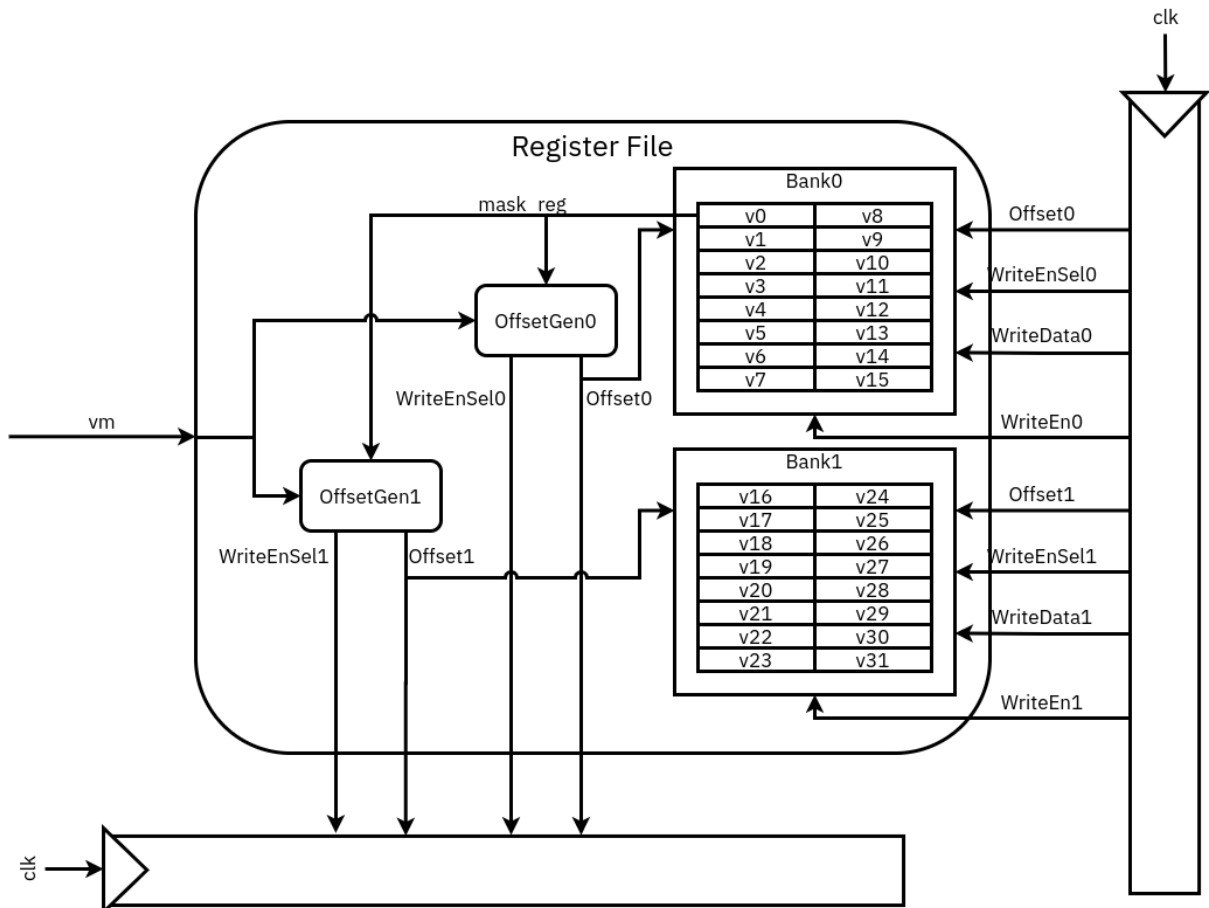 clk
Register File
Bank0
mask_reg
v0 v8
v1 v9
v2 v10
v3 v11
v4 v12
v5 v13
v6 v14
v7 v15
Offset0
WriteEnSel0
WriteData0
WriteEn0
OffsetGen0
WriteEnSel0
Offset0
vm
OffsetGen1
WriteEnSel1
Offset1
Bank1
v16 v24
v17 v25
v18 v26
v19 v27
v20 v28
v21 v29
v22 v30
v23 v31
Offset1
WriteEnSel1
WriteData1
WriteEn1
clk